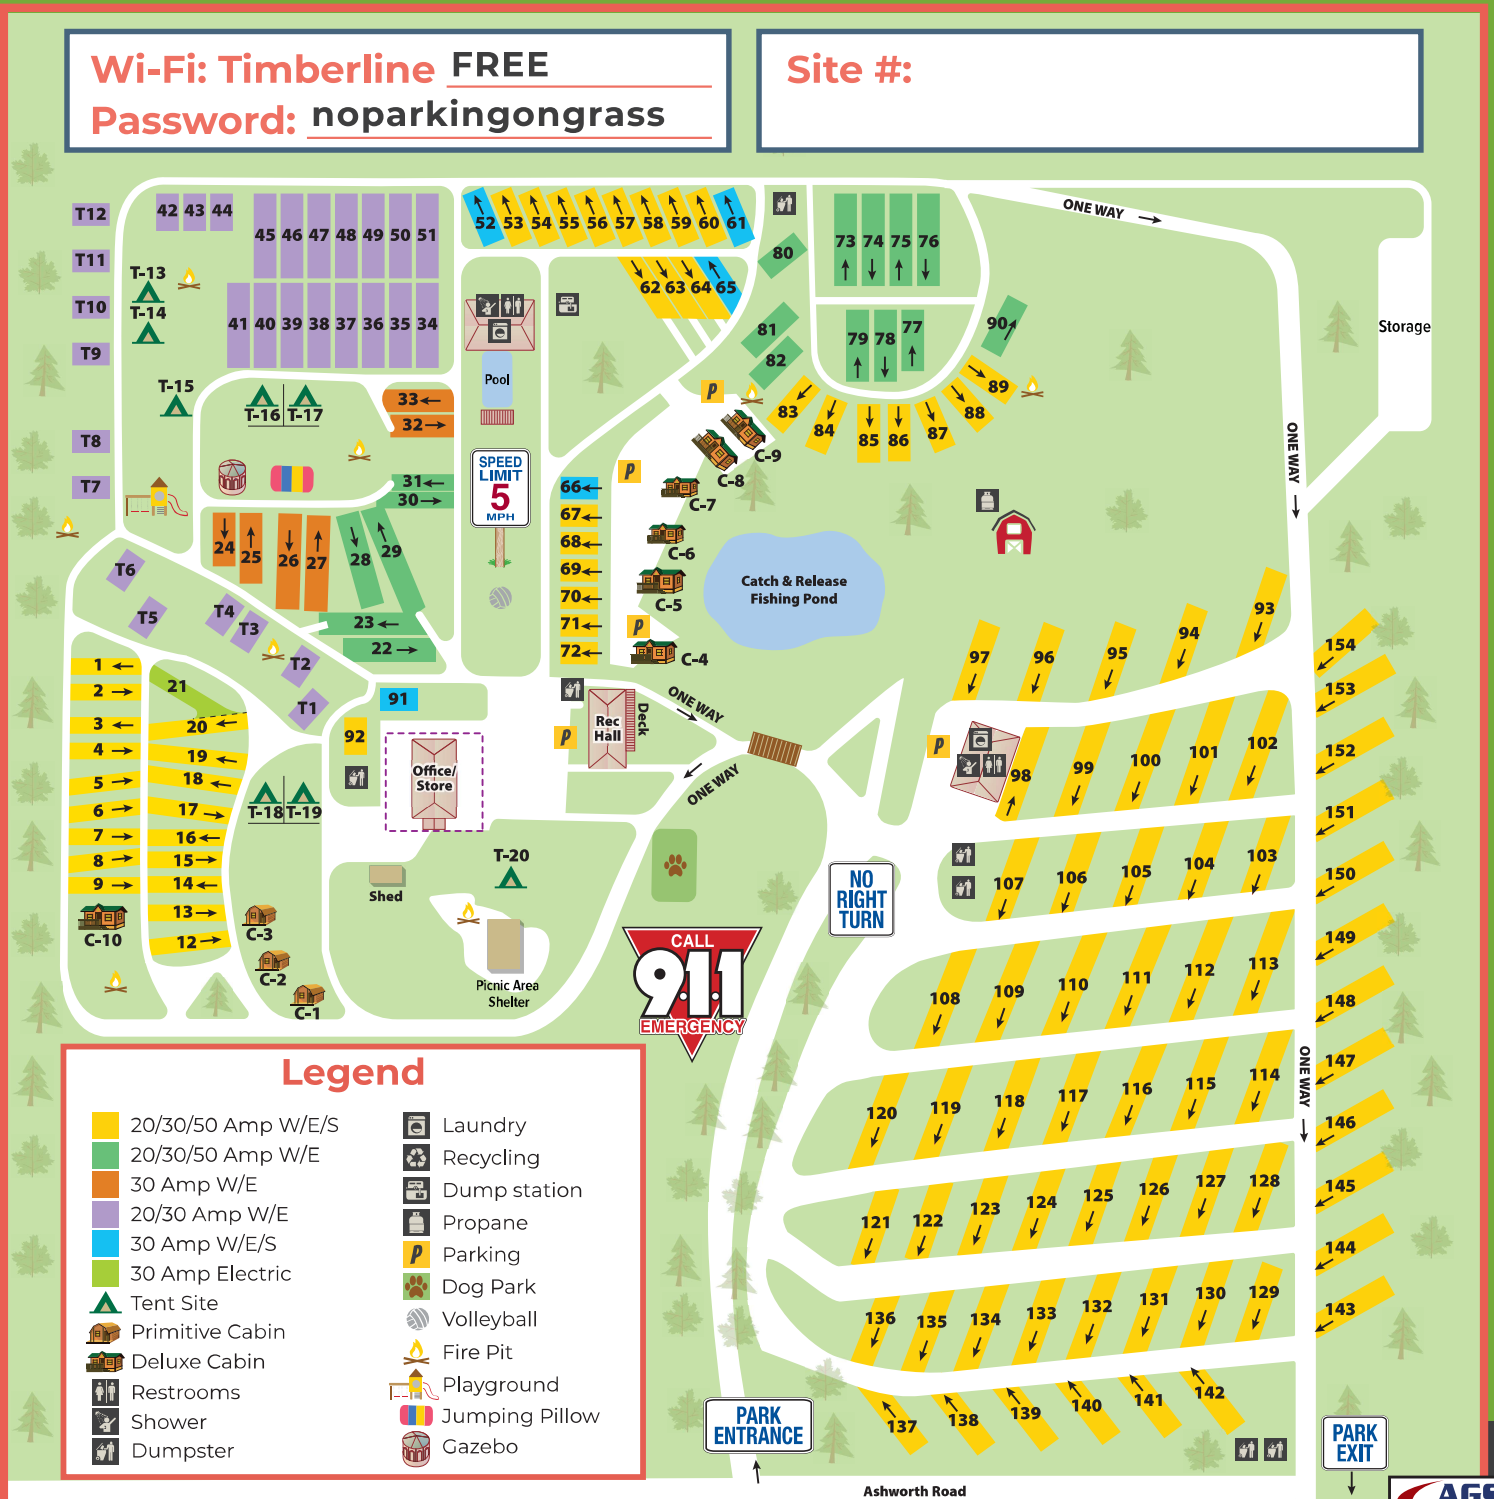 Wi-Fi: Timberline FREE
Password: noparkingongrass
Site #:
T12
T11
T10
T9
T8
T7
T-13
T-14
T-15
T-16 T-17
42 43 44
45 46 47 48 49 50 51
41 40 39 38 37 36 35 34
33
32
31
30
52 53 54 55 56 57 58 59 60 61
62 63 64 65
80
81
82
73 74 75 76
79 78 77
90
83 84 85 86 87 88 89
ONE WAY
Storage
ONE WAY
Pool
SPEED
LIMIT
5
MPH
P
C-9
C-8
C-7
C-6
C-5
C-4
P
P
66
67
68
69
70
71
72
Catch & Release
Fishing Pond
24 25 26 27 28 29
23
22
T6
T5
T4
T3
T2
T1
1
2
3
4
5
6
7
8
9
C-10
21
20
19
18
17
16
15
14
13
12
91
92
Office/
Store
T-18 T-19
C-3
C-2
C-1
Shed
T-20
Picnic Area
Shelter
Rec
Hall
Deck
P
ONE WAY
ONE WAY
NO
RIGHT
TURN
CALL
911
EMERGENCY
P
97 96 95 94 93
98 99 100 101 102
107 106 105 104 103
108 109 110 111 112 113
120 119 118 117 116 115 114
121 122 123 124 125 126 127 128
136 135 134 133 132 131 130 129
137 138 139 140 141 142
154
153
152
151
150
149
148
147
146
145
144
143
ONE WAY
Legend
20/30/50 Amp W/E/S
20/30/50 Amp W/E
30 Amp W/E
20/30 Amp W/E
30 Amp W/E/S
30 Amp Electric
Tent Site
Primitive Cabin
Deluxe Cabin
Restrooms
Shower
Dumpster
Laundry
Recycling
Dump station
Propane
P Parking
Dog Park
Volleyball
Fire Pit
Playground
Jumping Pillow
Gazebo
PARK
ENTRANCE
PARK
EXIT
Ashworth Road
AGS